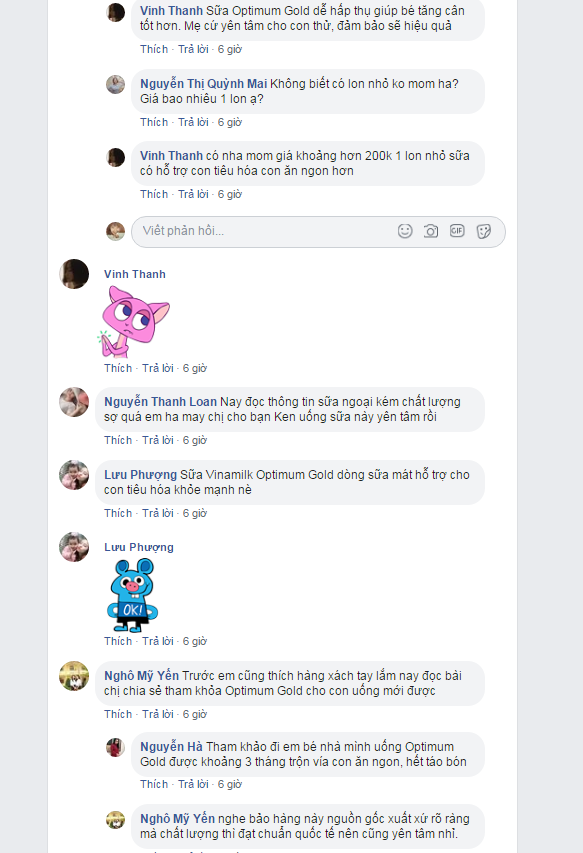 Vinh Thanh Sữa Optimum Gold dễ hấp thụ giúp bé tăng cân
tốt hơn. Mẹ cứ yên tâm cho con thử, đảm bảo sẽ hiệu quả
Thích · Trả lời · 6 giờ
Nguyễn Thị Quỳnh Mai Không biết có lon nhỏ ko mom ha?
Giá bao nhiêu 1 lon ạ?
Thích · Trả lời · 6 giờ
Vinh Thanh có nha mom giá khoảng hơn 200k 1 lon nhỏ sữa
có hỗ trợ con tiêu hóa con ăn ngon hơn
Thích · Trả lời · 6 giờ
Viết phản hồi...
GIF
Vinh Thanh
Thích · Trả lời · 6 giờ
Nguyễn Thanh Loan Nay đọc thông tin sữa ngoại kém chất lượng
sợ quá em ha may chị cho bạn Ken uống sữa này yên tâm rồi
Thích · Trả lời · 6 giờ
Lưu Phượng Sữa Vinamilk Optimum Gold dòng sữa mát hỗ trợ cho
con tiêu hóa khỏe mạnh nè
Thích · Trả lời · 6 giờ
Lưu Phượng
OK!
Thích · Trả lời · 6 giờ
Nghô Mỹ Yến Trước em cũng thích hàng xách tay lắm nay đọc bài
chị chia sẻ tham khỏa Optimum Gold cho con uống mới được
Thích · Trả lời · 6 giờ
Nguyễn Hà Tham khảo đi em bé nhà mình uống Optimum
Gold được khoảng 3 tháng trộn vía con ăn ngon, hết táo bón
Thích · Trả lời · 6 giờ
Nghô Mỹ Yến nghe bảo hàng này nguồn gốc xuất xứ rõ ràng
mà chất lượng thì đạt chuẩn quốc tế nên cũng yên tâm nhỉ.